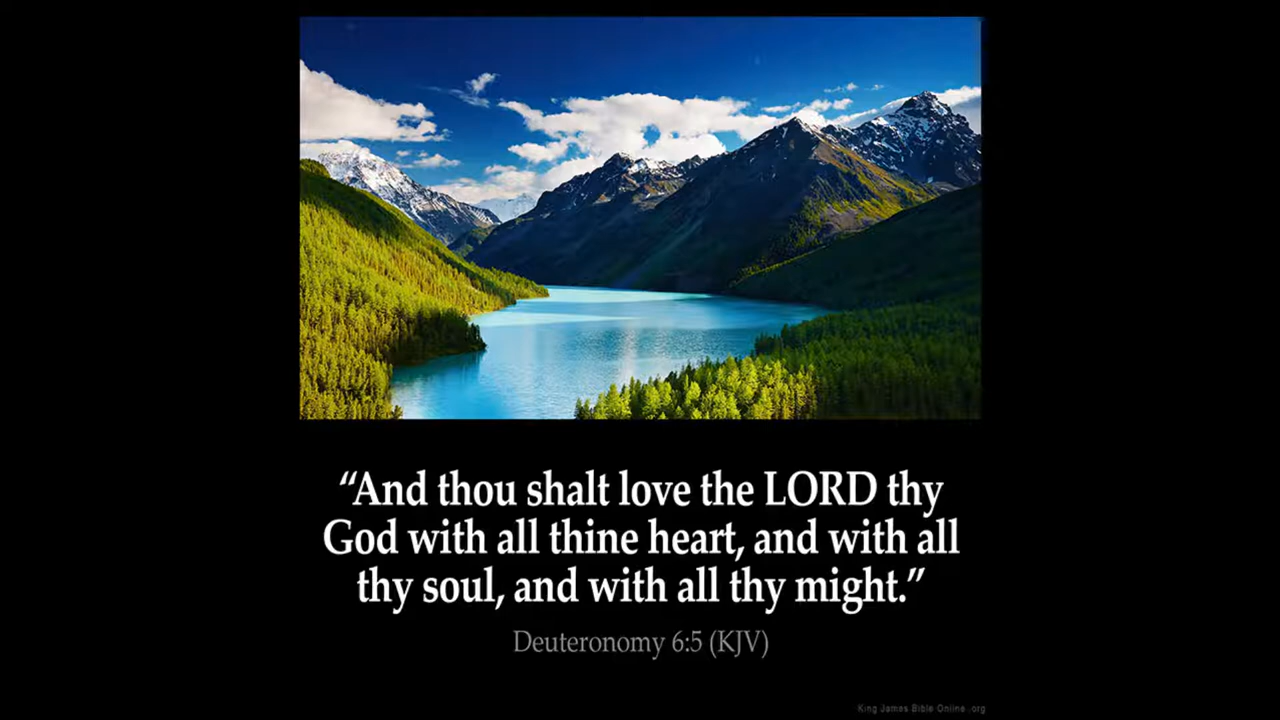 “And thou shalt love the LORD thy
God with all thine heart, and with all
thy soul, and with all thy might.”
Deuteronomy 6:5 (KJV)
King James Bible Online .org